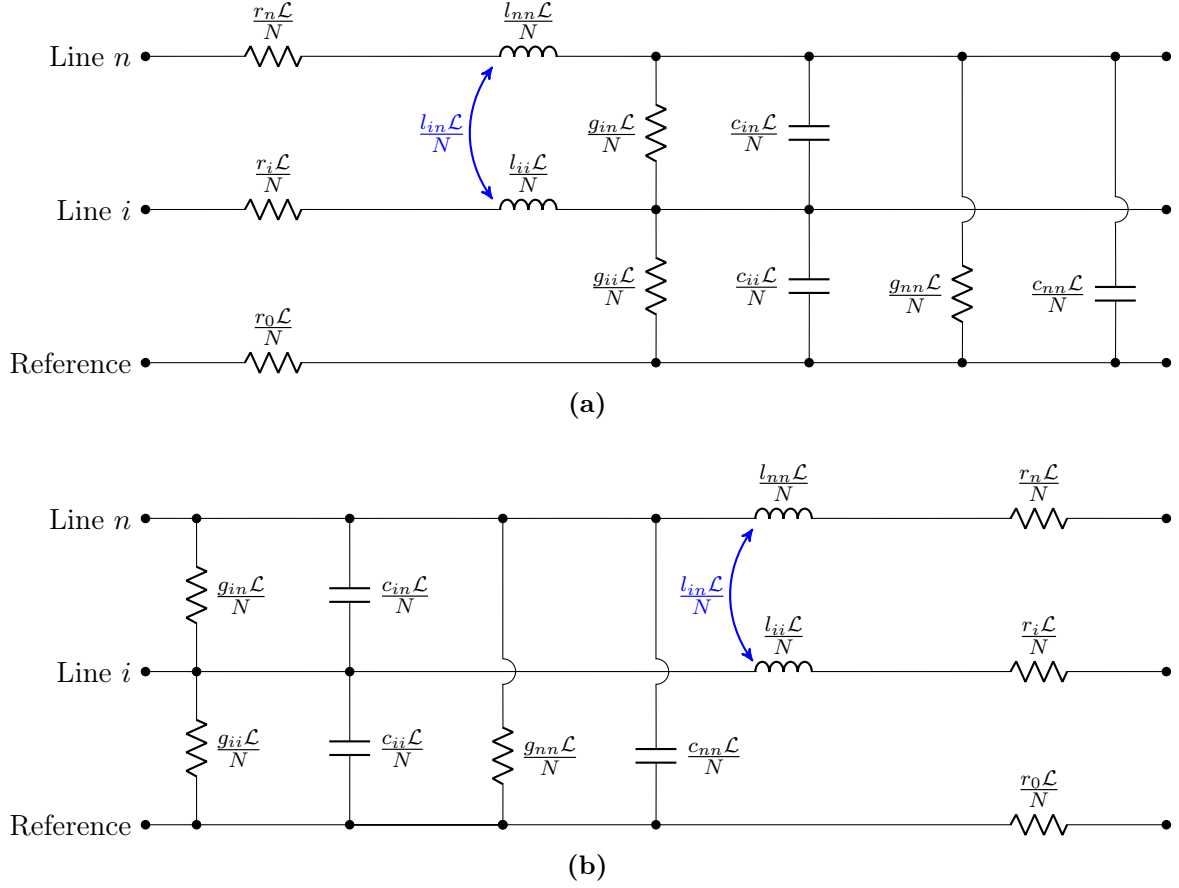 r_nℒ/N l_nnℒ/N
Line n
l_inℒ/N g_inℒ/N c_inℒ/N
r_iℒ/N l_iiℒ/N
Line i
g_iiℒ/N c_iiℒ/N g_nnℒ/N c_nnℒ/N
r_0ℒ/N
Reference
(a)
l_nnℒ/N r_nℒ/N
Line n
g_inℒ/N c_inℒ/N l_inℒ/N
l_iiℒ/N r_iℒ/N
Line i
g_iiℒ/N c_iiℒ/N g_nnℒ/N c_nnℒ/N
r_0ℒ/N
Reference
(b)